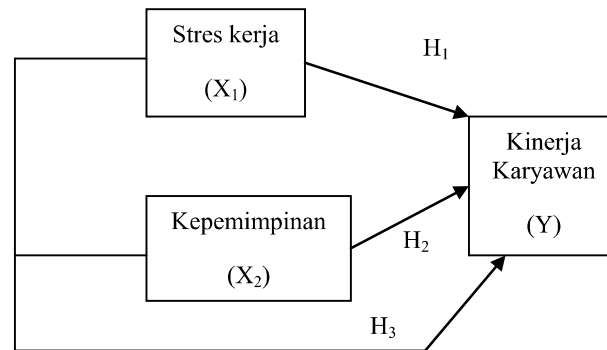 Stres kerja
(X₁)
H₁
Kinerja
Karyawan
(Y)
Kepemimpinan
(X₂)
H₂
H₃